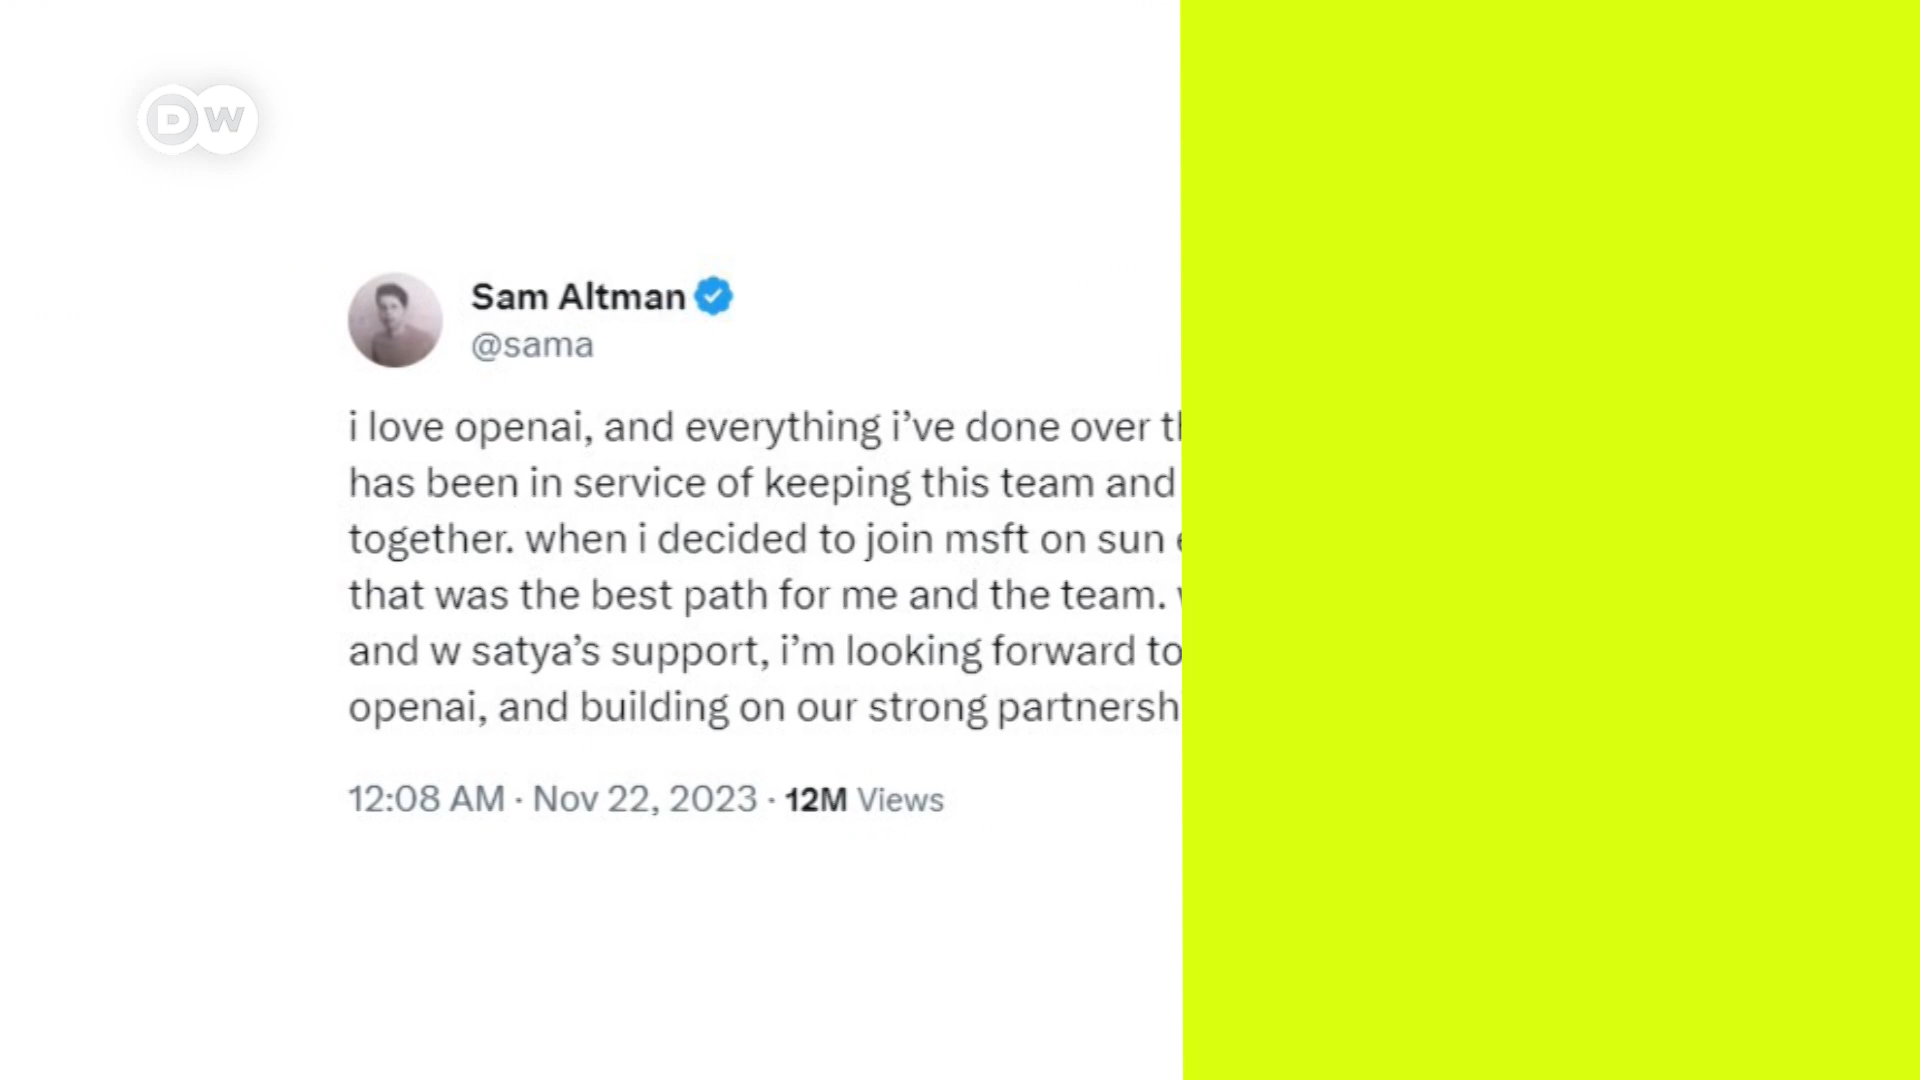 DW
Sam Altman
@sama
i love openai, and everything i've done over
has been in service of keeping this team and
together. when i decided to join msft on sun
that was the best path for me and the team.
and w satya's support, i'm looking forward to
openai, and building on our strong
12:08 AM · Nov 22, 2023 · 12M Views